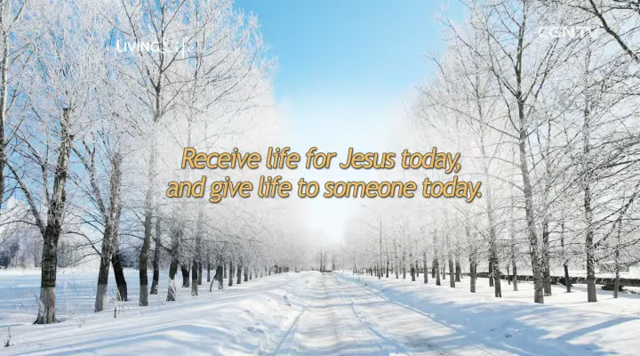 LIVING
CGNTV
Receive life for Jesus today,
and give life to someone today.